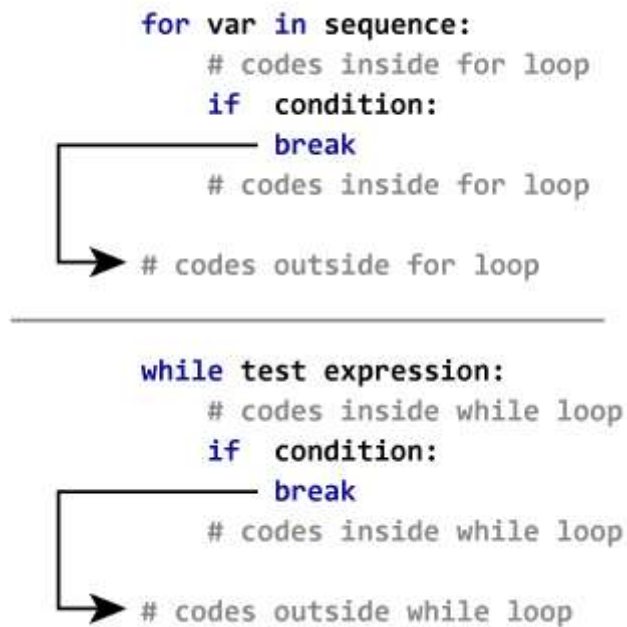 for var in sequence:
# codes inside for loop
if condition:
break
# codes inside for loop
# codes outside for loop
while test expression:
# codes inside while loop
if condition:
break
# codes inside while loop
# codes outside while loop